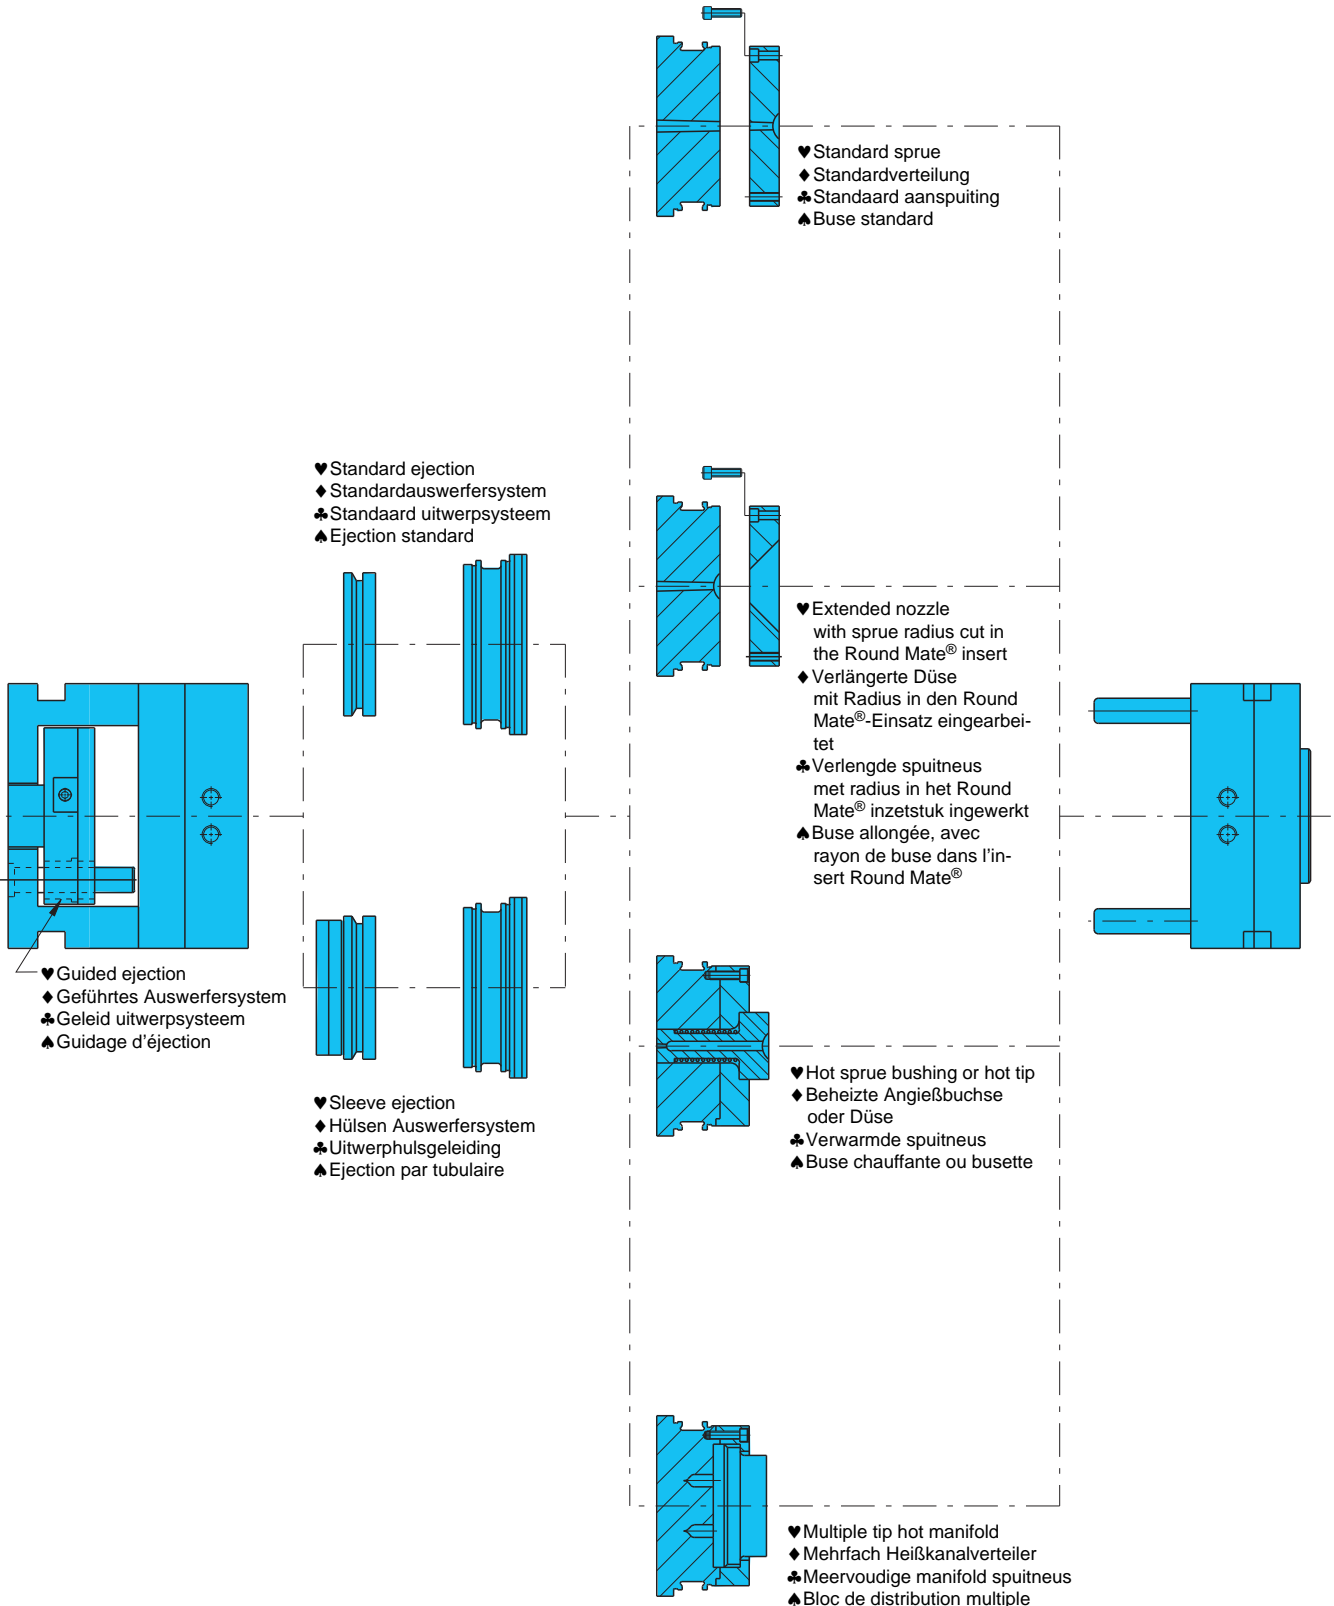 ♥Standard sprue
♦Standardverteilung
♣Standaard aanspuiting
♠Buse standard
♥Standard ejection
♦Standardauswerfersystem
♣Standaard uitwerpsysteem
♠Ejection standard
♥Extended nozzle
with sprue radius cut in
the Round Mate® insert
♦Verlängerte Düse
mit Radius in den Round
Mate®-Einsatz eingearbei-
tet
♣Verlengde spuitneus
met radius in het Round
Mate® inzetstuk ingewerkt
♠Buse allongée, avec
rayon de buse dans l'in-
sert Round Mate®
♥Guided ejection
♦Geführtes Auswerfersystem
♣Geleid uitwerpsysteem
♠Guidage d'éjection
♥Sleeve ejection
♦Hülsen Auswerfersystem
♣Uitwerphulsgeleiding
♠Ejection par tubulaire
♥Hot sprue bushing or hot tip
♦Beheizte Angießbuchse
oder Düse
♣Verwarmde spuitneus
♠Buse chauffante ou busette
♥Multiple tip hot manifold
♦Mehrfach Heißkanalverteiler
♣Meervoudige manifold spuitneus
♠Bloc de distribution multiple